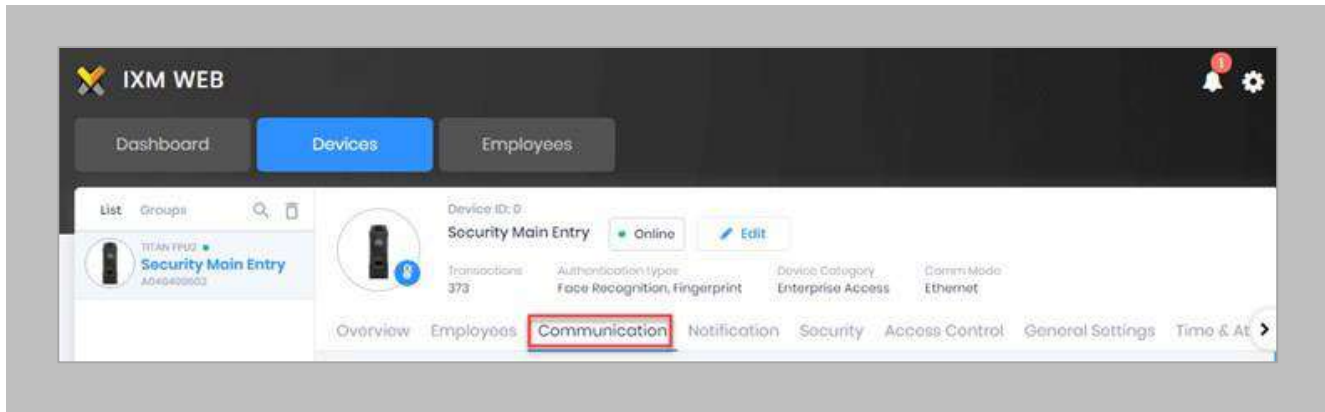 IXM WEB
1
Dashboard Devices Employees
List Groups
Device ID: 0
Security Main Entry Online Edit
TITAN FPU2
Security Main Entry
Transactions Authentication types Device Category Comm Mode
373 Face Recognition, Fingerprint Enterprise Access Ethernet
Overview Employees Communication Notification Security Access Control General Settings Time & At